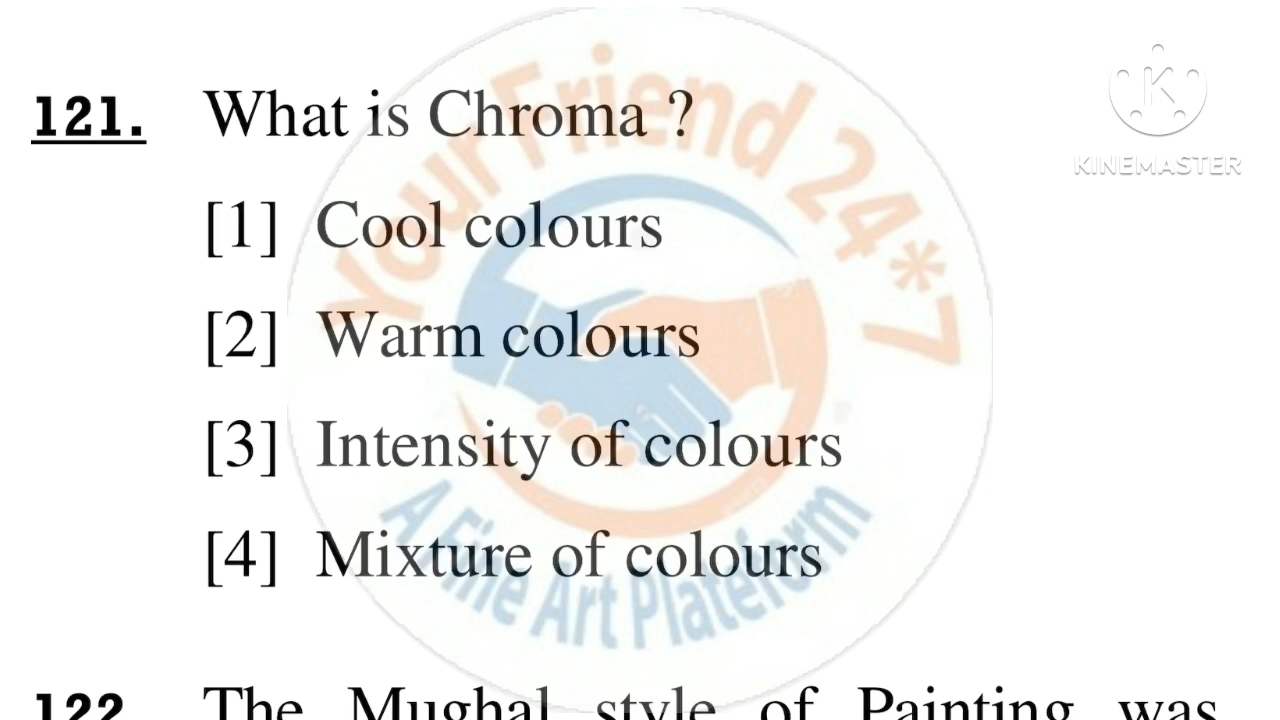 121. What is Chroma ?
[1] Cool colours
[2] Warm colours
[3] Intensity of colours
[4] Mixture of colours
122. The Mughal style of Painting was
YourFriend 24*7
A Fine Art Plateform
KINEMASTER